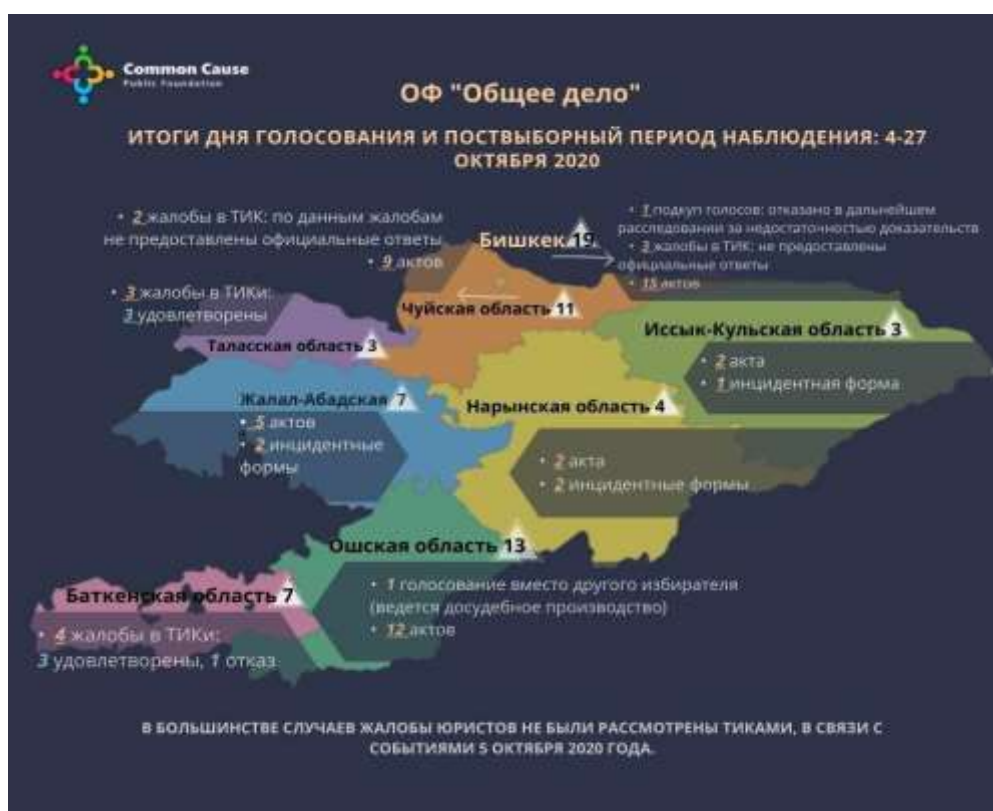 Common Cause
Public Foundation
ОФ "Общее дело"
ИТОГИ ДНЯ ГОЛОСОВАНИЯ И ПОСТВЫБОРНЫЙ ПЕРИОД НАБЛЮДЕНИЯ: 4-27
ОКТЯБРЯ 2020
• 2 жалобы в ТИК: по данным жалобам
не предоставлены официальные ответы
• 9 актов
Бишкек 19
• 1 подкуп голосов: отказано в дальнейшем
расследовании за недостаточностью доказательств
• 3 жалобы в ТИК: не предоставлены
официальные ответы
• 15 актов
• 3 жалобы в ТИКи:
3 удовлетворены
Чуйская область 11
Таласская область 3
Иссык-Кульская область 3
• 2 акта
• 1 инцидентная форма
Жалал-Абадская 7
• 5 актов
• 2 инцидентные
формы
Нарынская область 4
• 2 акта
• 2 инцидентные формы
Ошская область 13
• 1 голосование вместо другого избирателя
(ведется досудебное производство)
• 12 актов
Баткенская область 7
• 4 жалобы в ТИКи:
3 удовлетворены, 1 отказ
В БОЛЬШИНСТВЕ СЛУЧАЕВ ЖАЛОБЫ ЮРИСТОВ НЕ БЫЛИ РАССМОТРЕНЫ ТИКАМИ, В СВЯЗИ С
СОБЫТИЯМИ 5 ОКТЯБРЯ 2020 ГОДА.